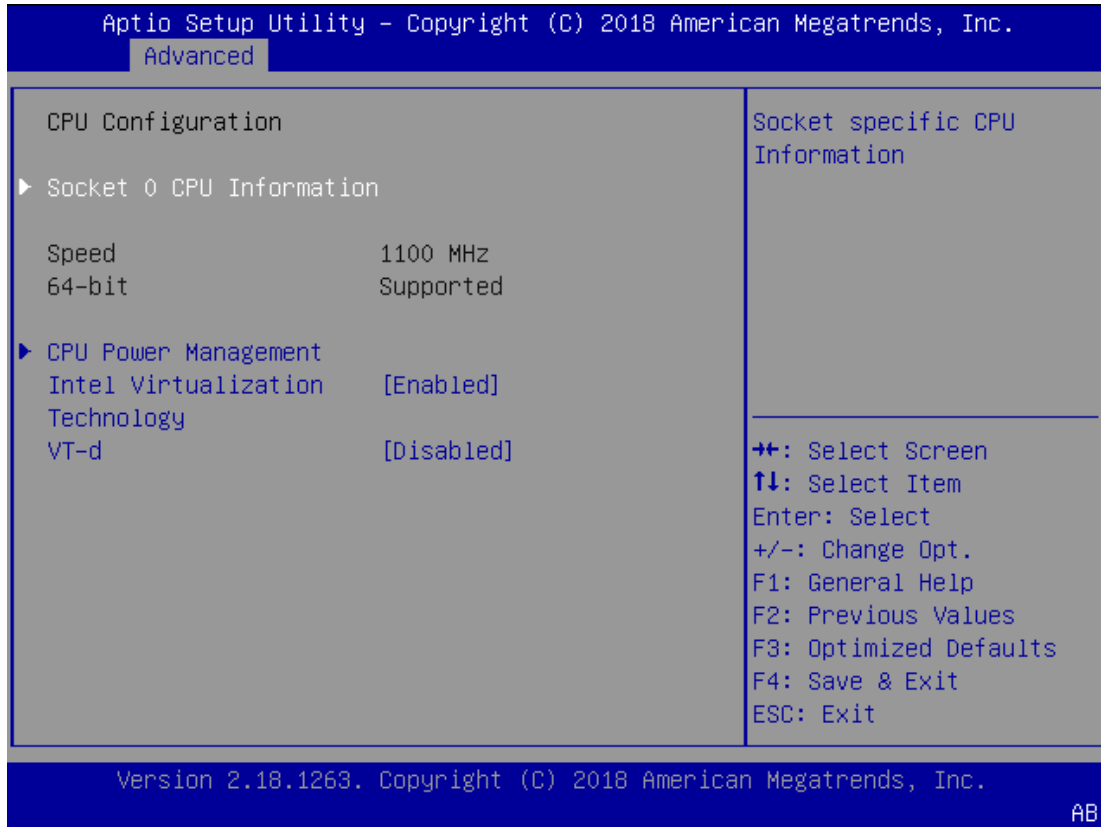 Aptio Setup Utility – Copyright (C) 2018 American Megatrends, Inc.
Advanced
CPU Configuration
▶ Socket 0 CPU Information
Speed 1100 MHz
64-bit Supported
▶ CPU Power Management
Intel Virtualization [Enabled]
Technology
VT-d [Disabled]
Socket specific CPU
Information
→←: Select Screen
↑↓: Select Item
Enter: Select
+/-: Change Opt.
F1: General Help
F2: Previous Values
F3: Optimized Defaults
F4: Save & Exit
ESC: Exit
Version 2.18.1263. Copyright (C) 2018 American Megatrends, Inc.
AB